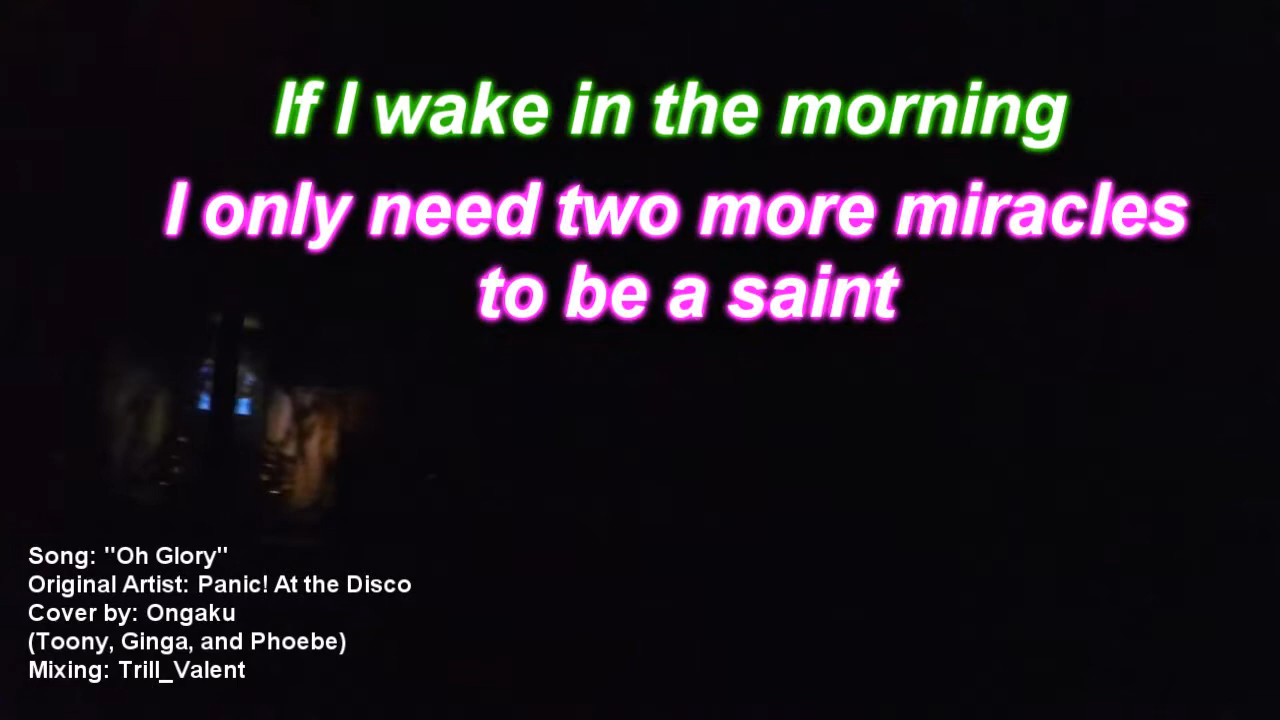 If I wake in the morning
I only need two more miracles
to be a saint
Song: "Oh Glory"
Original Artist: Panic! At the Disco
Cover by: Ongaku
(Toony, Ginga, and Phoebe)
Mixing: Trill_Valent